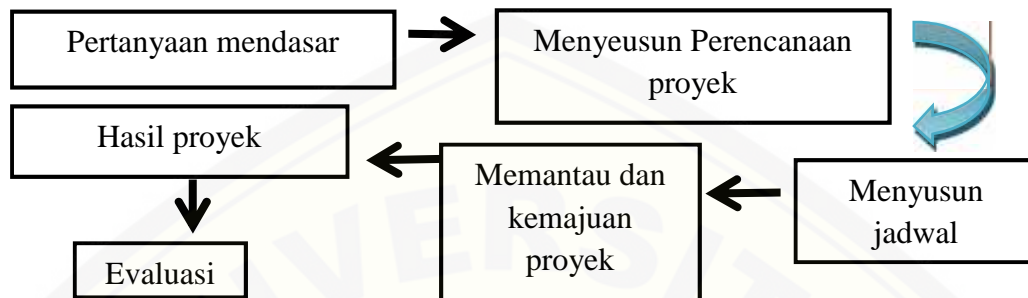 Pertanyaan mendasar
Menyeusun Perencanaan
proyek
Menyusun
jadwal
Memantau dan
kemajuan
proyek
Hasil proyek
Evaluasi